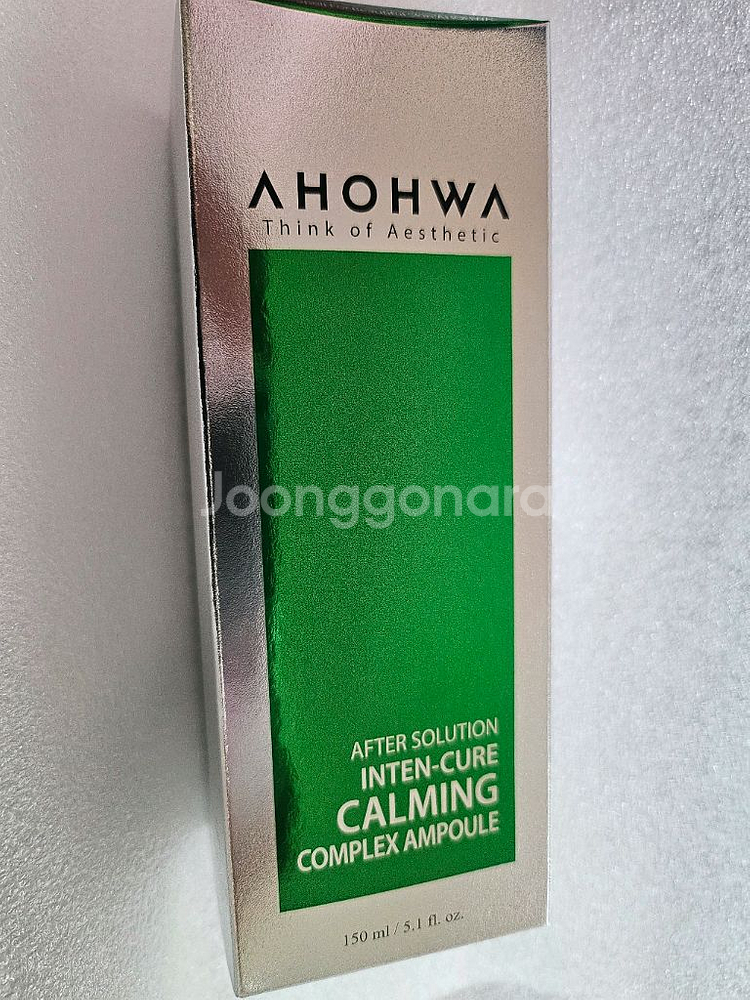 AHOHWA
Think of Aesthetic
Joonggonara
AFTER SOLUTION
INTEN-CURE
CALMING
COMPLEX AMPOULE
150 ml / 5.1 fl. oz.